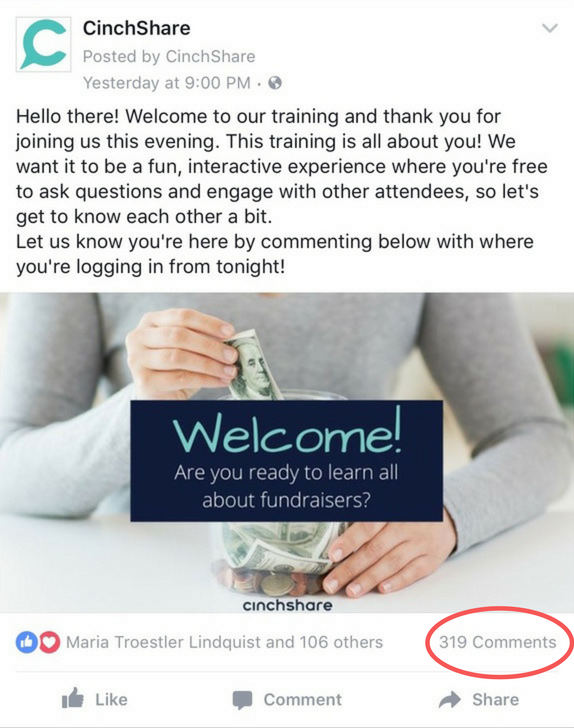 CinchShare
Posted by CinchShare
Yesterday at 9:00 PM ·
Hello there! Welcome to our training and thank you for
joining us this evening. This training is all about you! We
want it to be a fun, interactive experience where you're free
to ask questions and engage with other attendees, so let's
get to know each other a bit.
Let us know you're here by commenting below with where
you're logging in from tonight!
Welcome!
Are you ready to learn all
about fundraisers?
cinchshare
Maria Troestler Lindquist and 106 others
319 Comments
Like
Comment
Share